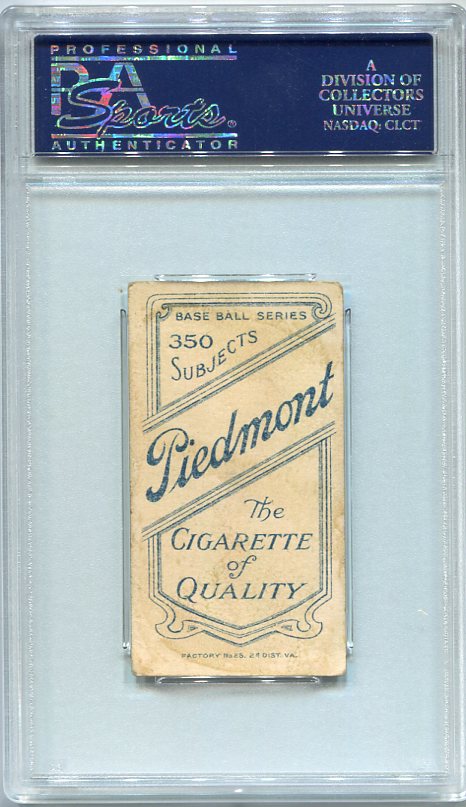 PROFESSIONAL
PSA
Sports
AUTHENTICATOR
A
DIVISION OF
COLLECTORS
UNIVERSE
NASDAQ: CLCT
BASE BALL SERIES
350
SUBJECTS
Piedmont
The
CIGARETTE
of
QUALITY
FACTORY No 25, 2d DIST. VA.